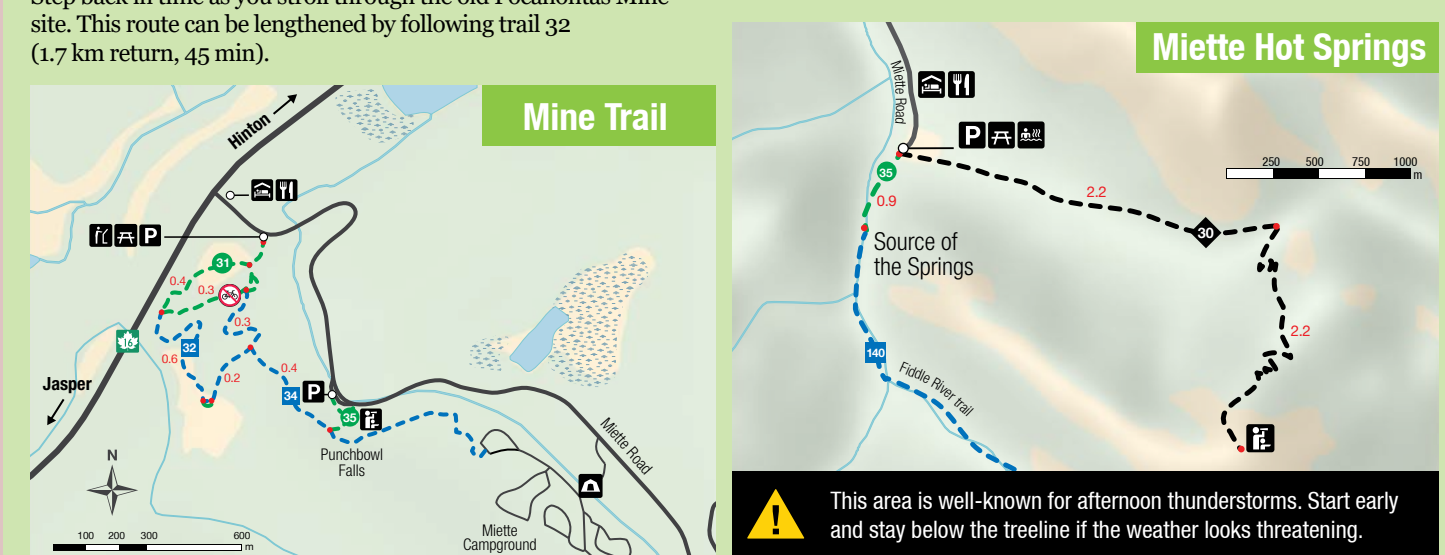 Step back in time as you stroll through the old Pocahontas Mine
site. This route can be lengthened by following trail 32
(1.7 km return, 45 min).
Mine Trail
Hinton
P
31
0.4
0.3
16
0.3
32
0.6
0.2
0.4
Jasper
34
P
35
Punchbowl
Falls
Miette Road
N
Miette
Campground
100 200 300 600
m
Miette Hot Springs
Miette Road
P
35
0.9
2.2
250 500 750 1000
m
30
Source of
the Springs
2.2
140
Fiddle River trail
!
This area is well-known for afternoon thunderstorms. Start early
and stay below the treeline if the weather looks threatening.